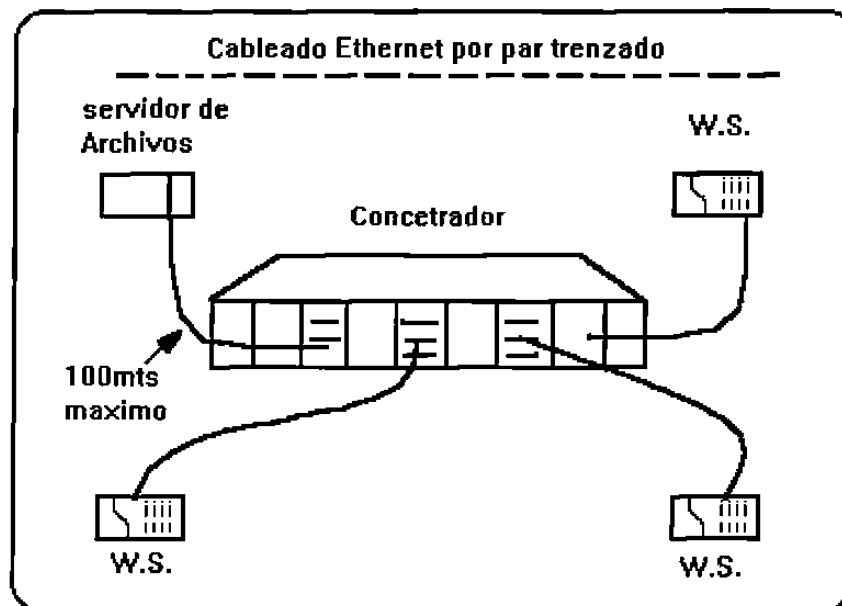 Cableado Ethernet por par trenzado
servidor de
Archivos
W.S.
Concetrador
100mts
maximo
W.S.
W.S.